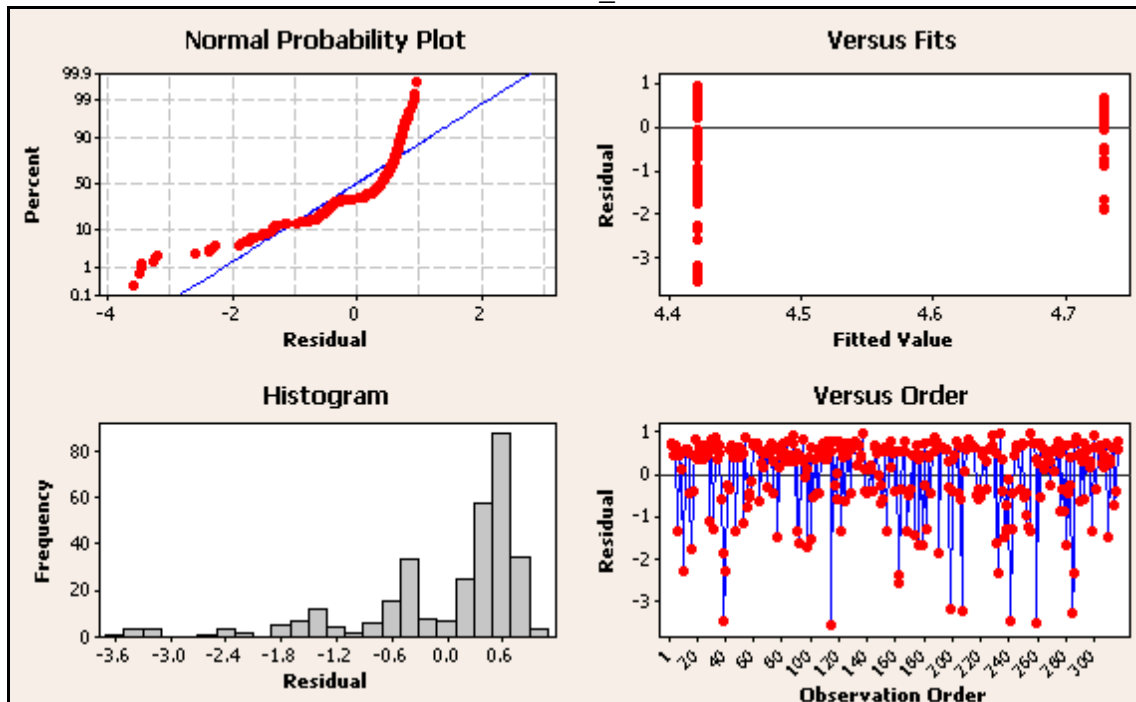 Normal Probability Plot
99.9
99
90
50
10
1
0.1
Percent
-4 -2 0 2
Residual
Versus Fits
1
0
-1
-2
-3
Residual
4.4 4.5 4.6 4.7
Fitted Value
Histogram
80
60
40
20
0
Frequency
-3.6 -3.0 -2.4 -1.8 -1.2 -0.6 0.0 0.6
Residual
Versus Order
1
0
-1
-2
-3
Residual
1 20 40 60 80 100 120 140 160 180 200 220 240 260 280 300
Observation Order